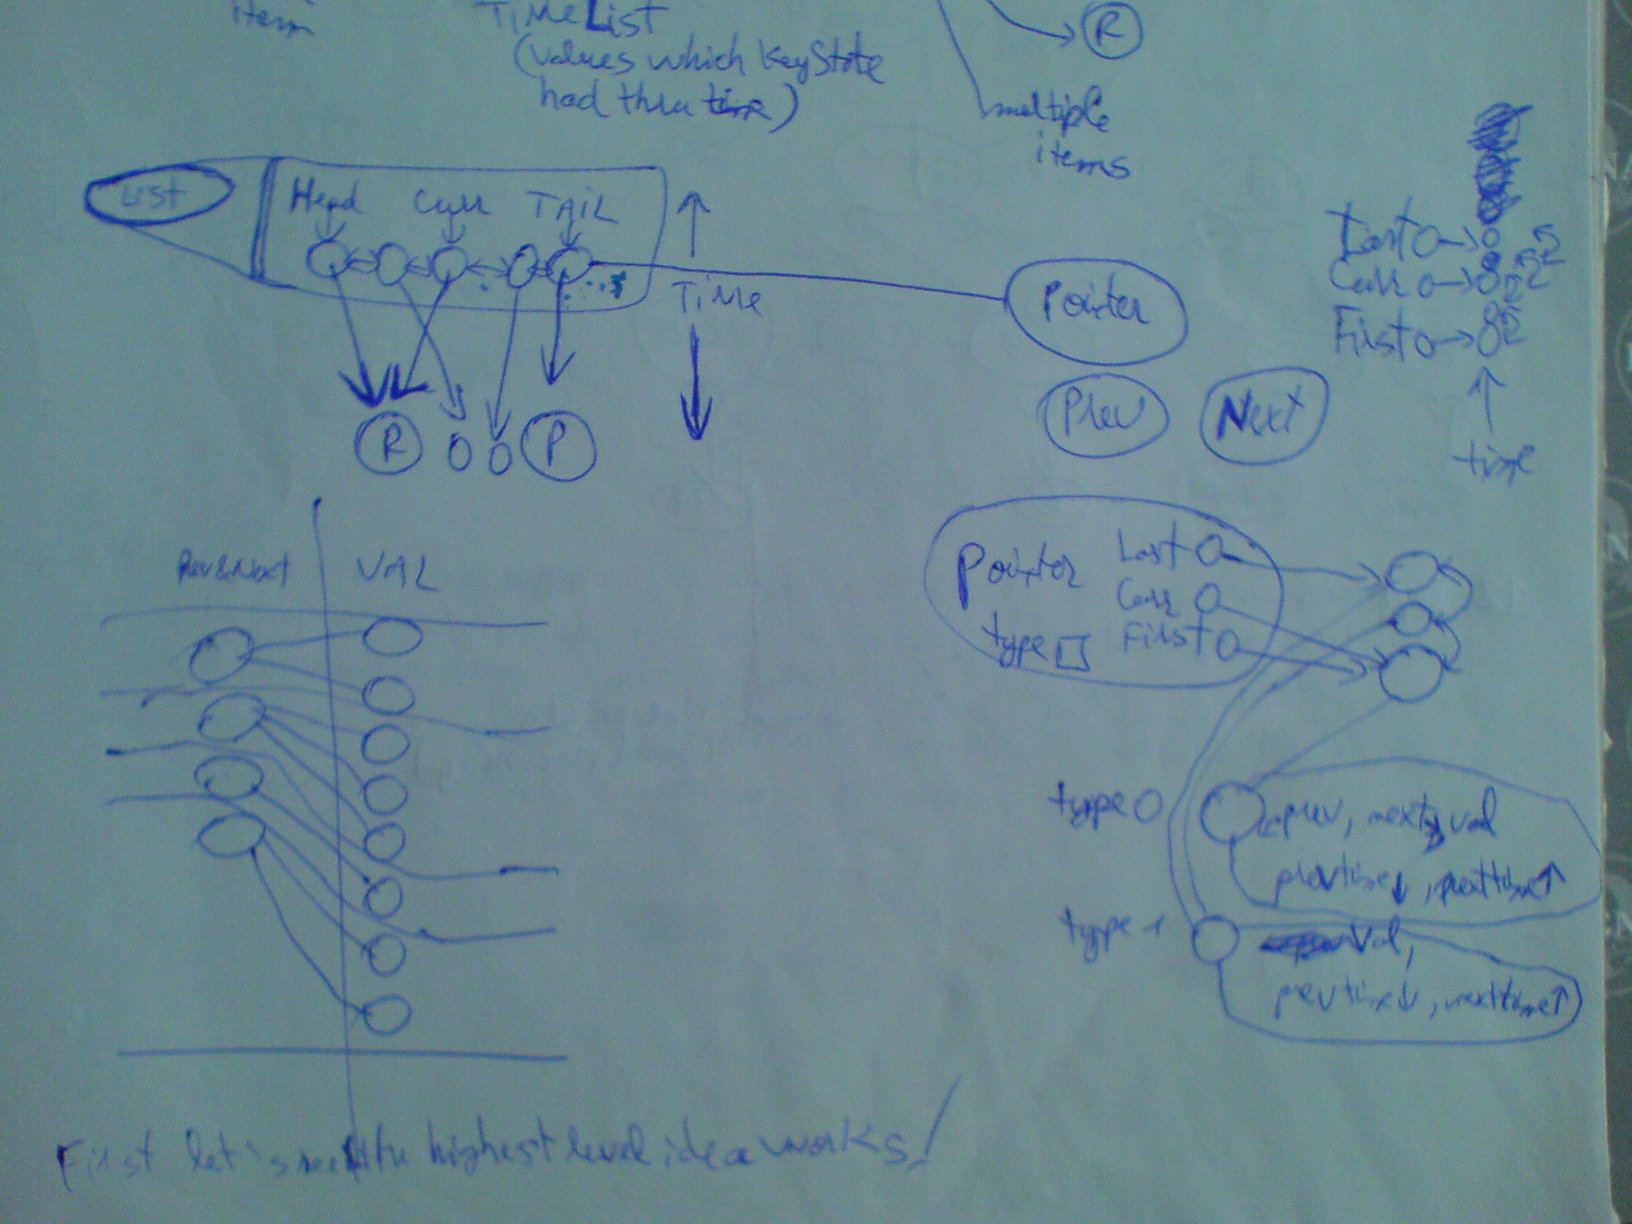 item
TIMEList
(values which KeyState
had thru time)
R
multiple
items
List
Head Curr TAIL
TIME
R
P
Pointer
Prev
Next
Last
Curr
First
time
Prev&Next
VAL
Pointer
type
Last
Curr
First
type 0
prev, next, val
prevtime↓, nexttime↑
type 1
val,
prevtime↓, nexttime↑
First let's see if the highest level idea works!